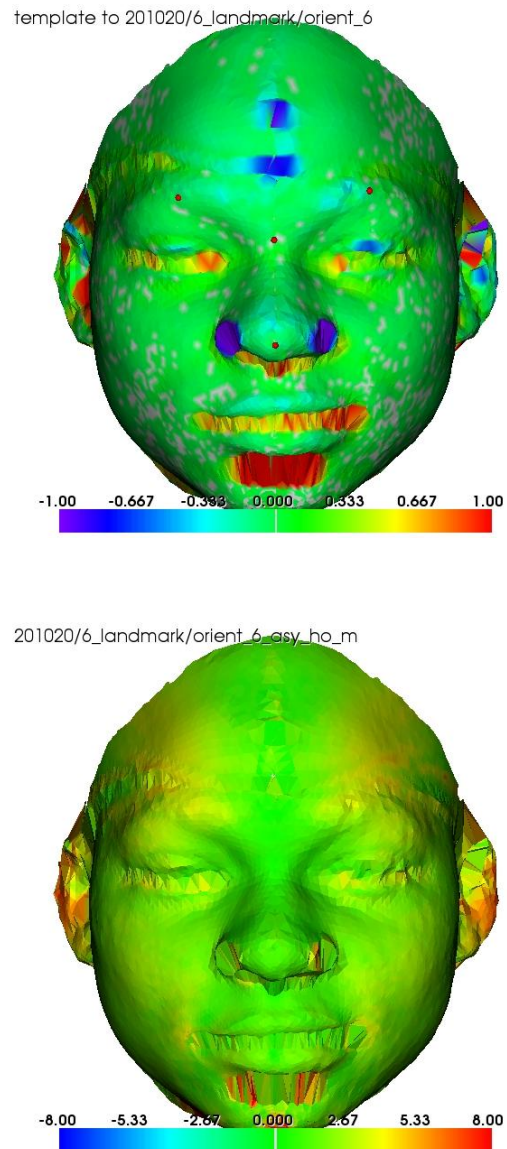 template to 201020/6_landmark/orient_6
-1.00 -0.667 -0.333 0.000 0.333 0.667 1.00
201020/6_landmark/orient_6_asy_ho_m
-8.00 -5.33 -2.67 0.000 2.67 5.33 8.00